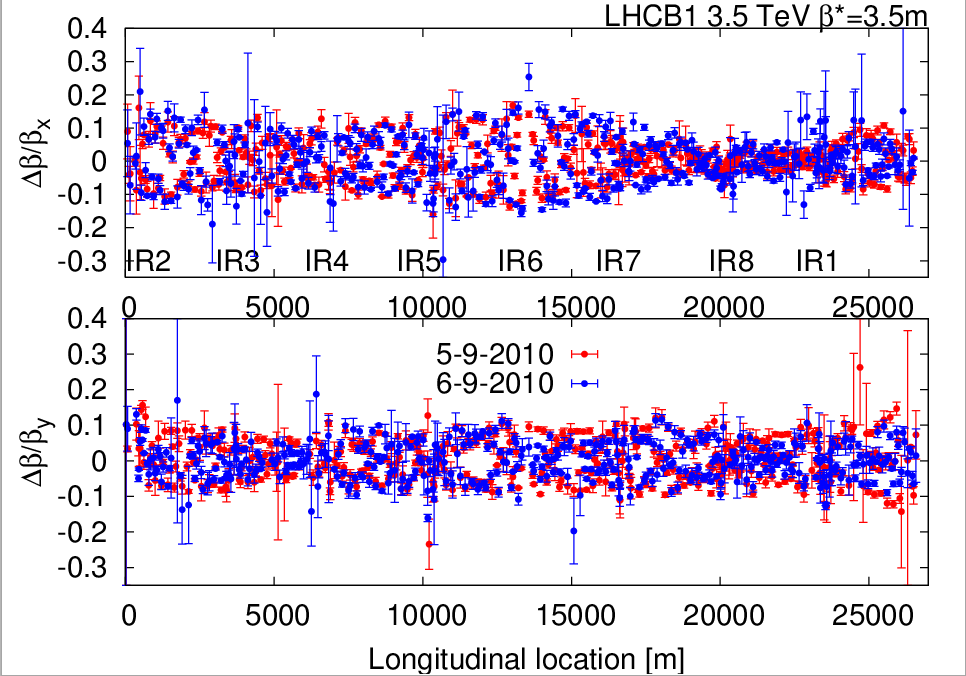 LHCB1 3.5 TeV β*=3.5m
0.4
0.3
0.2
0.1
0
-0.1
-0.2
-0.3
Δβ/βx
IR2 IR3 IR4 IR5 IR6 IR7 IR8 IR1
0 5000 10000 15000 20000 25000
0.4
0.3
0.2
0.1
0
-0.1
-0.2
-0.3
Δβ/βy
5-9-2010
6-9-2010
0 5000 10000 15000 20000 25000
Longitudinal location [m]